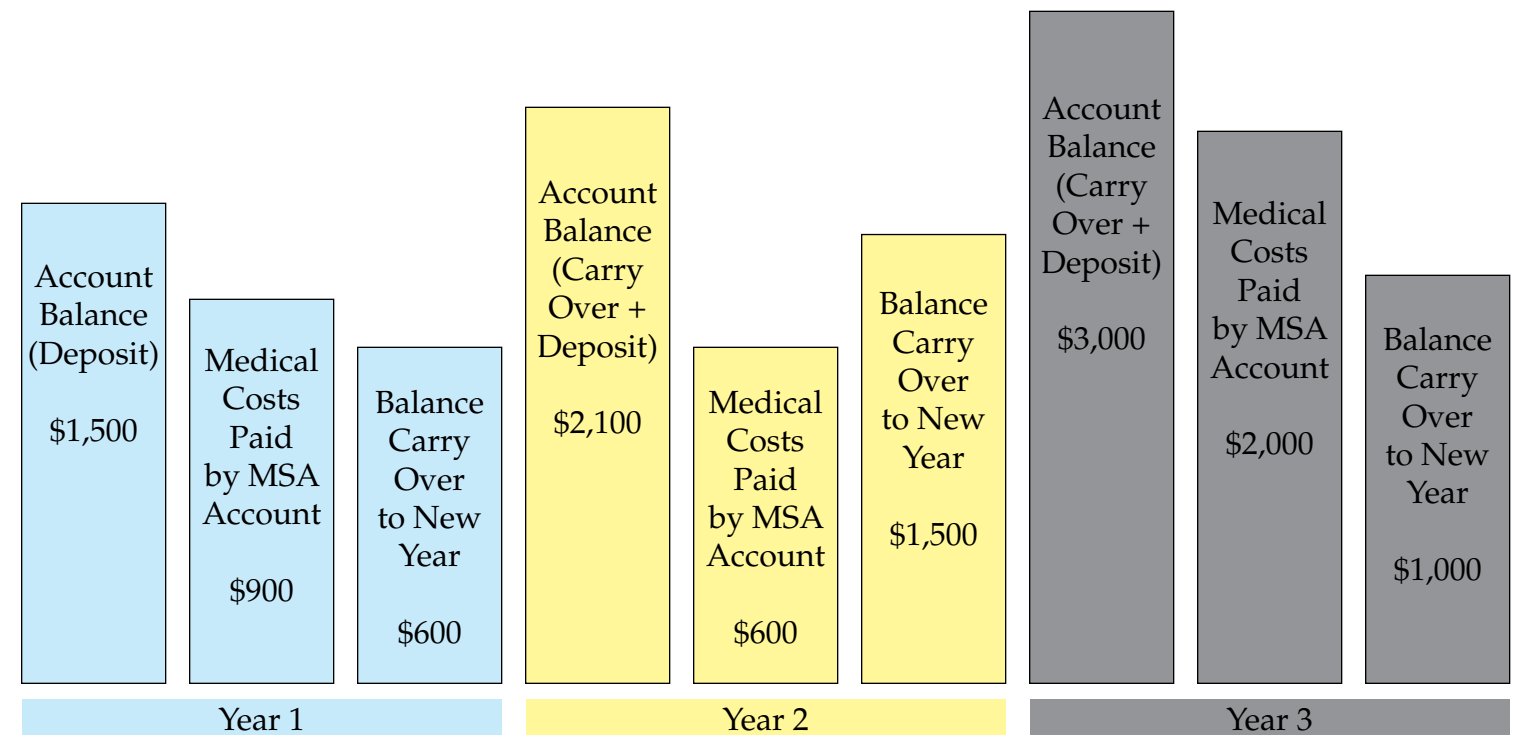 Account
Balance
(Deposit)
$1,500
Medical
Costs
Paid
by MSA
Account
$900
Balance
Carry
Over
to New
Year
$600
Year 1
Account
Balance
(Carry
Over +
Deposit)
$2,100
Medical
Costs
Paid
by MSA
Account
$600
Balance
Carry
Over
to New
Year
$1,500
Year 2
Account
Balance
(Carry
Over +
Deposit)
$3,000
Medical
Costs
Paid
by MSA
Account
$2,000
Balance
Carry
Over
to New
Year
$1,000
Year 3